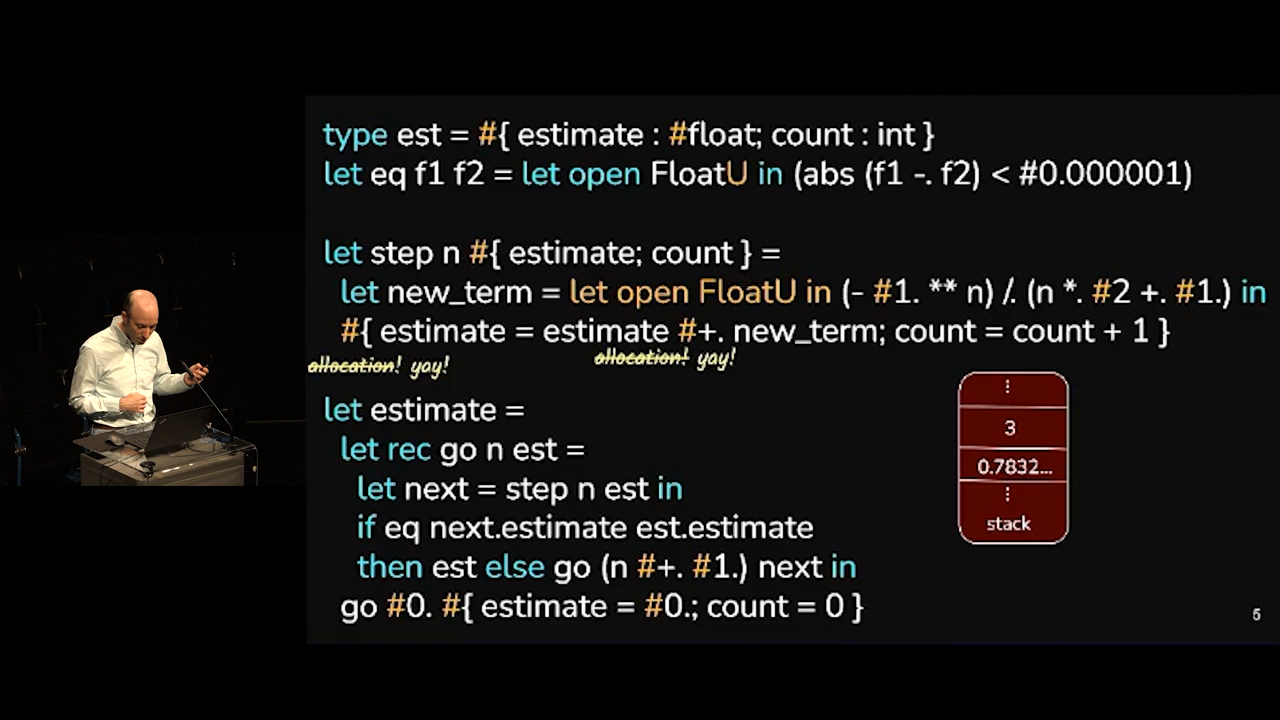 type est = #{ estimate : #float; count : int }
let eq f1 f2 = let open FloatU in (abs (f1 -. f2) < #0.000001)
let step n #{ estimate; count } =
let new_term = let open FloatU in (- #1. ** n) /. (n *. #2 +. #1.) in
#{ estimate = estimate #+. new_term; count = count + 1 }
allocation! yay! allocation! yay!
let estimate =
let rec go n est =
let next = step n est in
if eq next.estimate est.estimate
then est else go (n #+. #1.) next in
go #0. #{ estimate = #0.; count = 0 }
⋮
3
0.7832...
⋮
stack
5